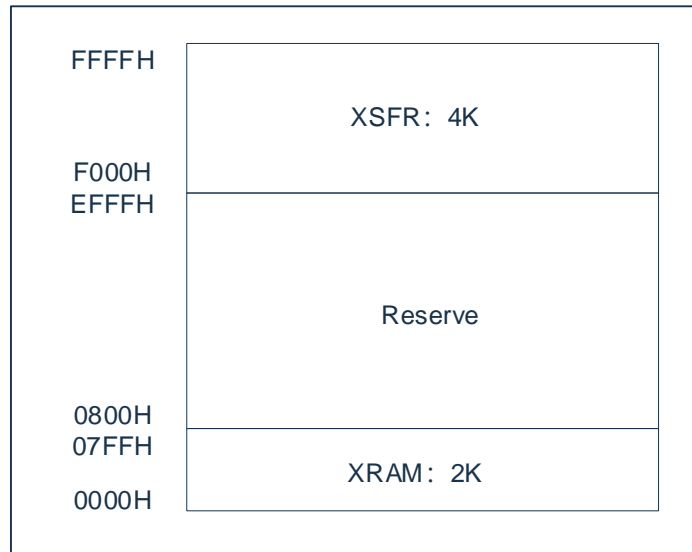 FFFFH
XSFR: 4K
F000H
EFFFH
Reserve
0800H
07FFH
XRAM: 2K
0000H